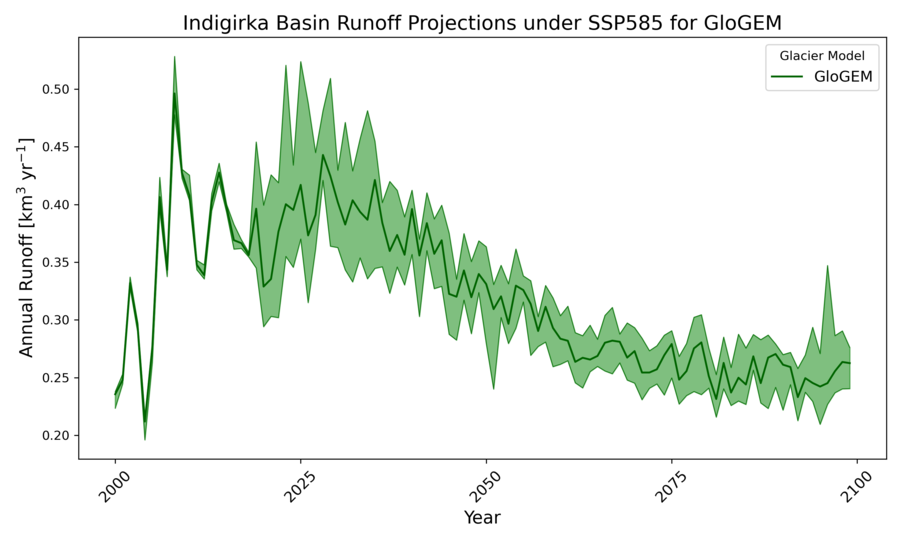 Indigirka Basin Runoff Projections under SSP585 for GloGEM
Glacier Model
GloGEM
Annual Runoff [km³ yr⁻¹]
0.50
0.45
0.40
0.35
0.30
0.25
0.20
2000
2025
2050
2075
2100
Year